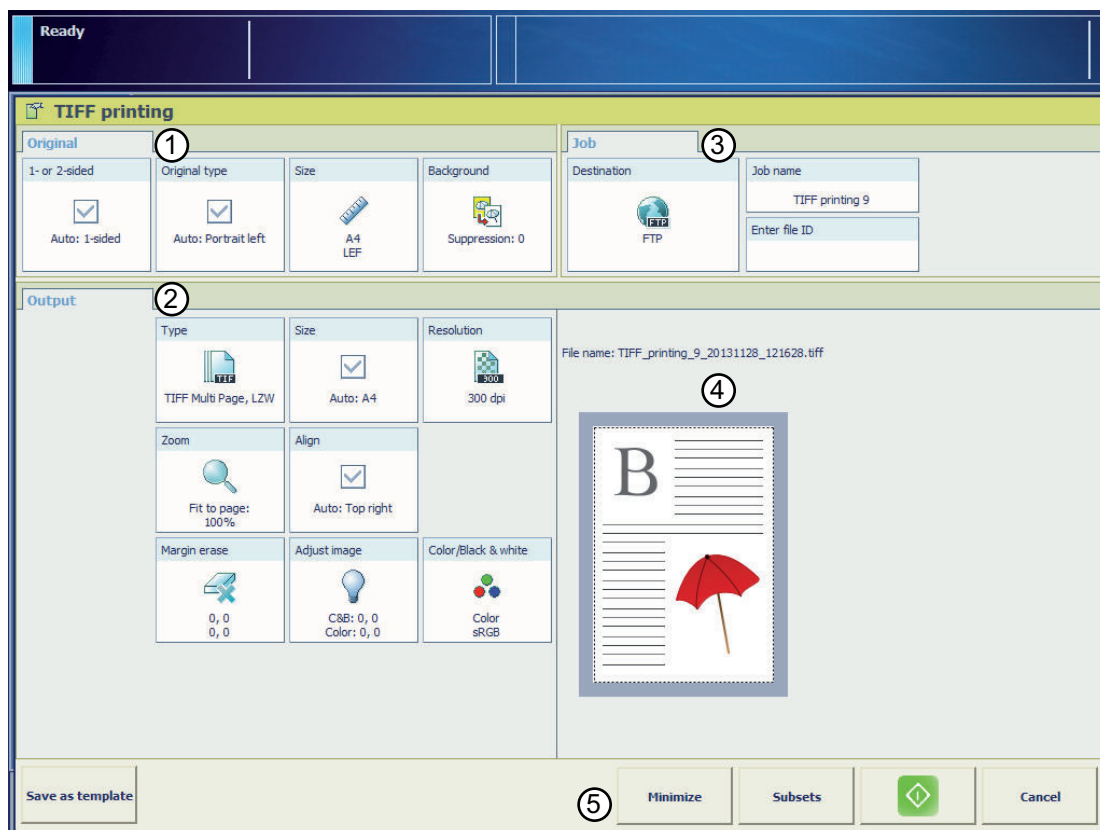 Ready
TIFF printing
Original
1
1- or 2-sided
Auto: 1-sided
Original type
Auto: Portrait left
Size
A4
LEF
Background
Suppression: 0
Job
3
Destination
FTP
FTP
Job name
TIFF printing 9
Enter file ID
Output
2
Type
TIF
TIFF Multi Page, LZW
Size
Auto: A4
Resolution
300
300 dpi
Zoom
Fit to page:
100%
Align
Auto: Top right
Margin erase
0, 0
0, 0
Adjust image
C&B: 0, 0
Color: 0, 0
Color/Black & white
Color
sRGB
File name: TIFF_printing_9_20131128_121628.tiff
4
B
Save as template
5
Minimize
Subsets
Cancel